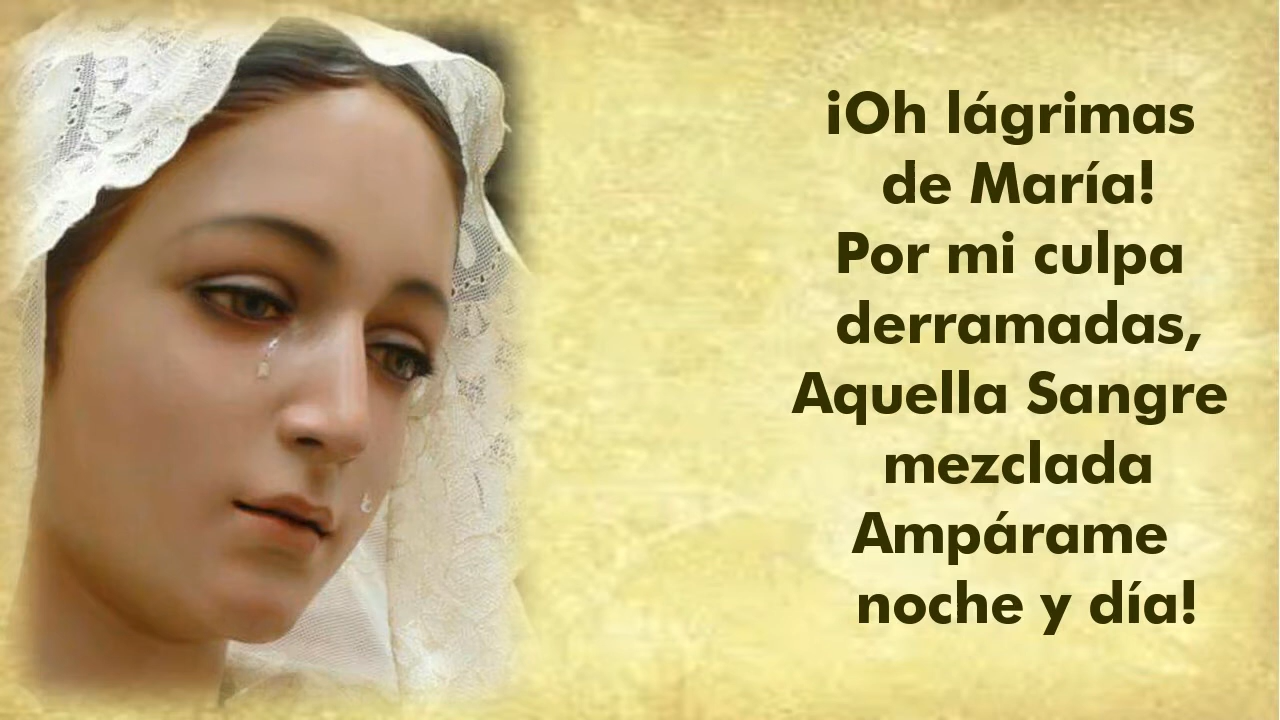 ¡Oh lágrimas
de María!
Por mi culpa
derramadas,
Aquella Sangre
mezclada
Ampárame
noche y día!